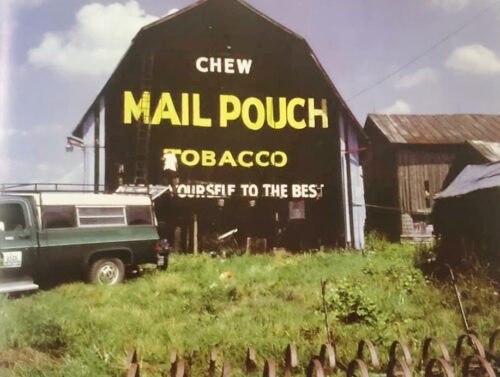 CHEW
MAIL POUCH
TOBACCO
YOURSELF TO THE BEST